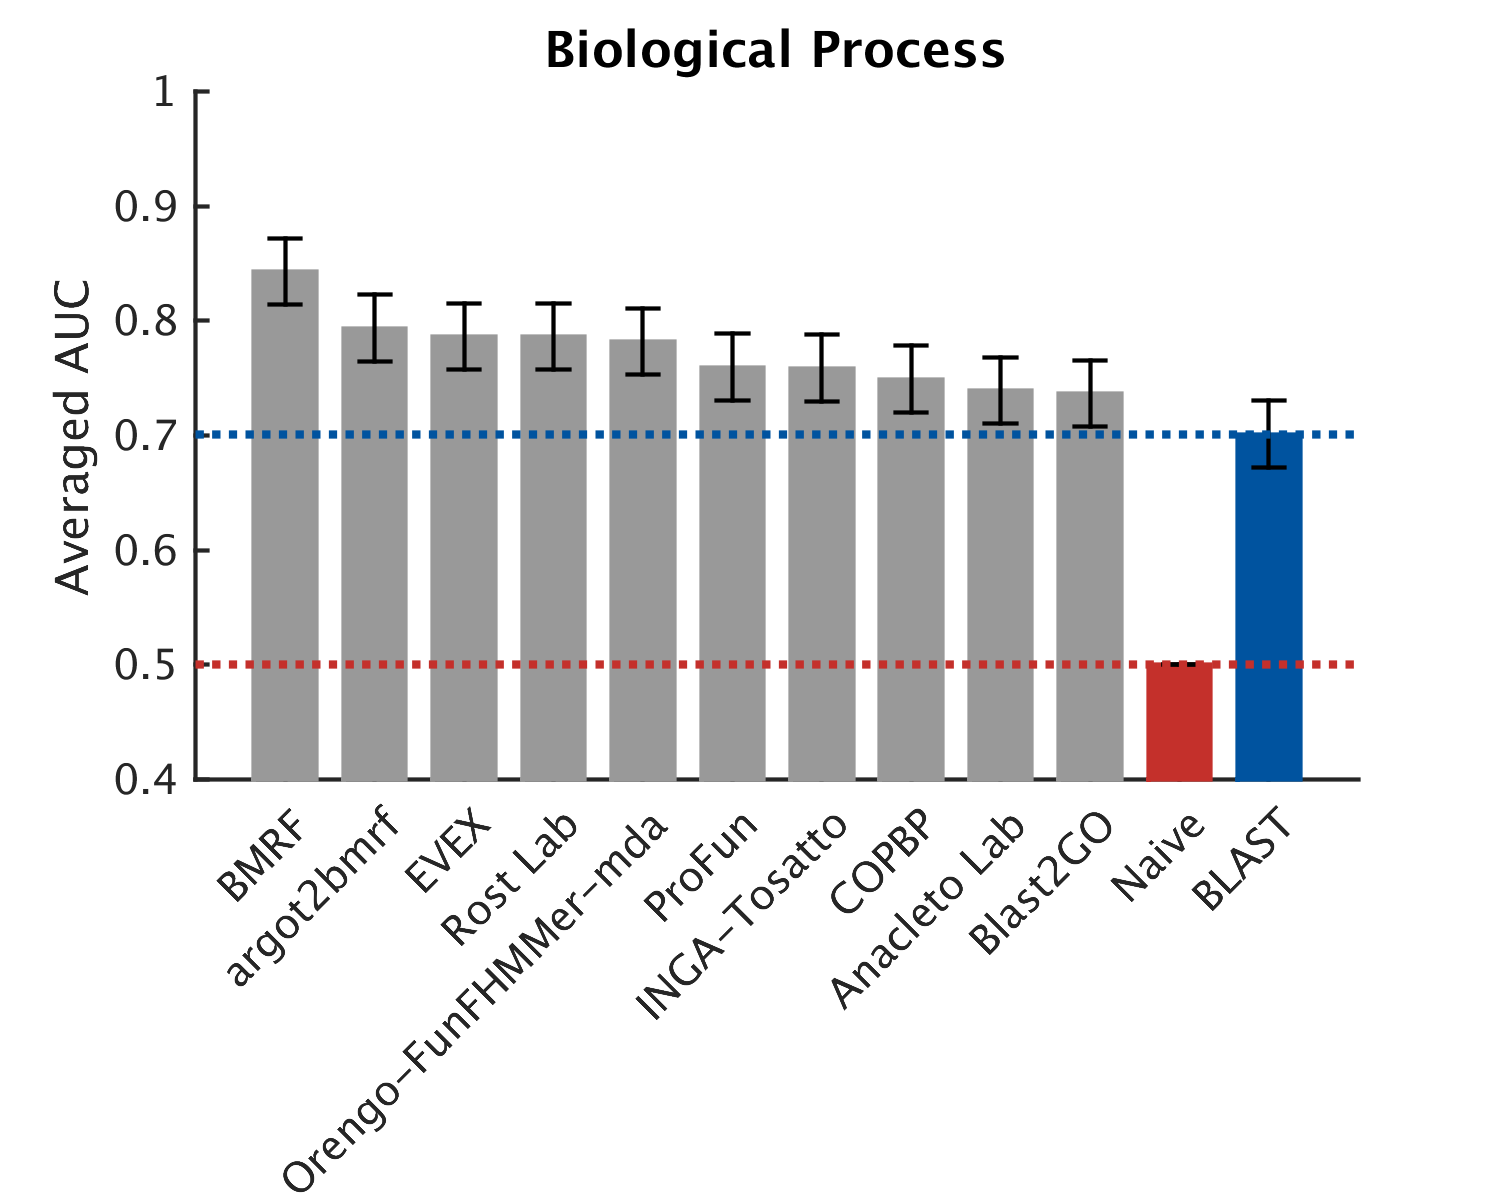 Biological Process
1
0.9
0.8
0.7
0.6
0.5
0.4
Averaged AUC
BMRF
argot2bmrf
EVEX
Rost Lab
Orengo-FunFHMMer-mda
ProFun
INGA-Tosatto
COPBP
Anacleto Lab
Blast2GO
Naive
BLAST